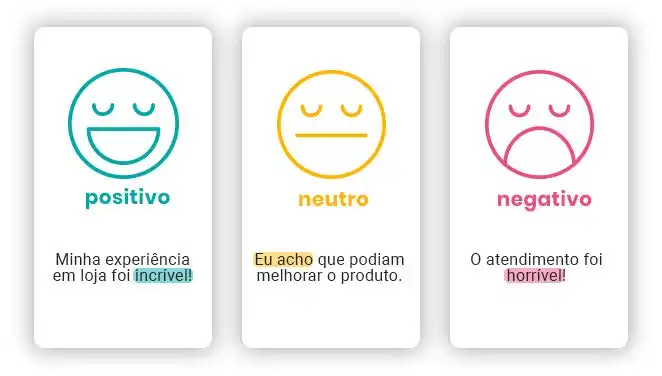 positivo
Minha experiência
em loja foi incrível!
neutro
Eu acho que podiam
melhorar o produto.
negativo
O atendimento foi
horrível!